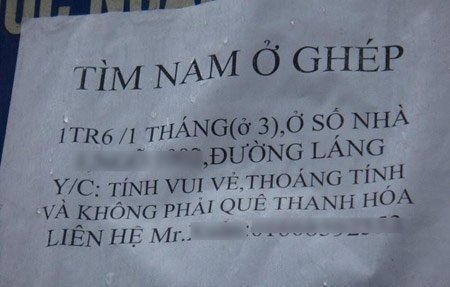 TÌM NAM Ở GHÉP
1TR6 /1 THÁNG(ở 3),Ở SỐ NHÀ
,ĐƯỜNG LÁNG
Y/C: TÍNH VUI VẺ,THOÁNG TÍNH
VÀ KHÔNG PHẢI QUÊ THANH HÓA
LIÊN HỆ Mr.